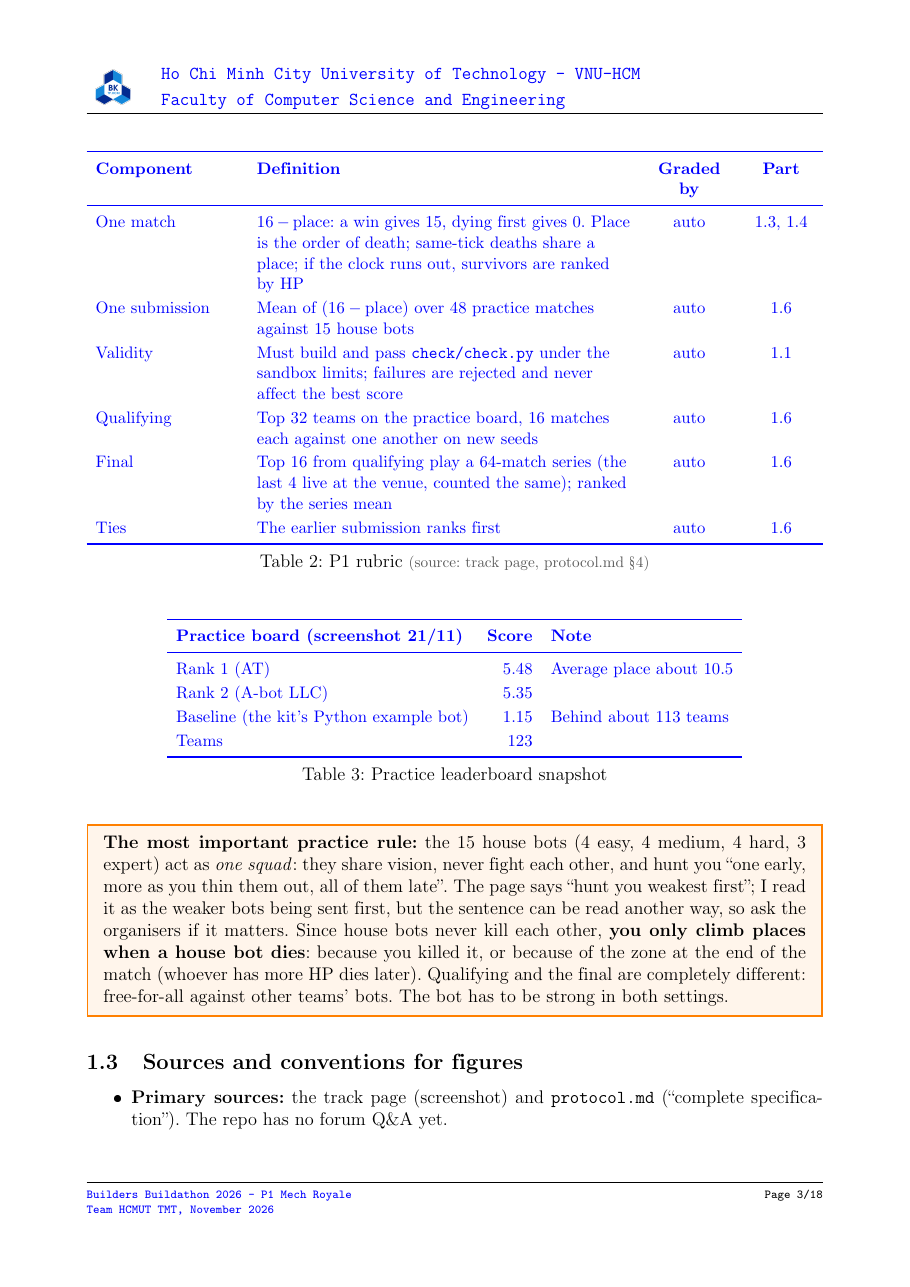 BK
Ho Chi Minh City University of Technology - VNU-HCM
Faculty of Computer Science and Engineering
Component Definition Graded by Part
One match 16 − place: a win gives 15, dying first gives 0. Place auto 1.3, 1.4
is the order of death; same-tick deaths share a
place; if the clock runs out, survivors are ranked
by HP
One submission Mean of (16 − place) over 48 practice matches auto 1.6
against 15 house bots
Validity Must build and pass check/check.py under the auto 1.1
sandbox limits; failures are rejected and never
affect the best score
Qualifying Top 32 teams on the practice board, 16 matches auto 1.6
each against one another on new seeds
Final Top 16 from qualifying play a 64-match series (the auto 1.6
last 4 live at the venue, counted the same); ranked
by the series mean
Ties The earlier submission ranks first auto 1.6
Table 2: P1 rubric (source: track page, protocol.md §4)
Practice board (screenshot 21/11) Score Note
Rank 1 (AT) 5.48 Average place about 10.5
Rank 2 (A-bot LLC) 5.35
Baseline (the kit's Python example bot) 1.15 Behind about 113 teams
Teams 123
Table 3: Practice leaderboard snapshot
The most important practice rule: the 15 house bots (4 easy, 4 medium, 4 hard, 3
expert) act as one squad: they share vision, never fight each other, and hunt you “one early,
more as you thin them out, all of them late”. The page says “hunt you weakest first”; I read
it as the weaker bots being sent first, but the sentence can be read another way, so ask the
organisers if it matters. Since house bots never kill each other, you only climb places
when a house bot dies: because you killed it, or because of the zone at the end of the
match (whoever has more HP dies later). Qualifying and the final are completely different:
free-for-all against other teams' bots. The bot has to be strong in both settings.
1.3 Sources and conventions for figures
• Primary sources: the track page (screenshot) and protocol.md (“complete specifica-
tion”). The repo has no forum Q&A yet.
Builders Buildathon 2026 - P1 Mech Royale Page 3/18
Team HCMUT TMT, November 2026